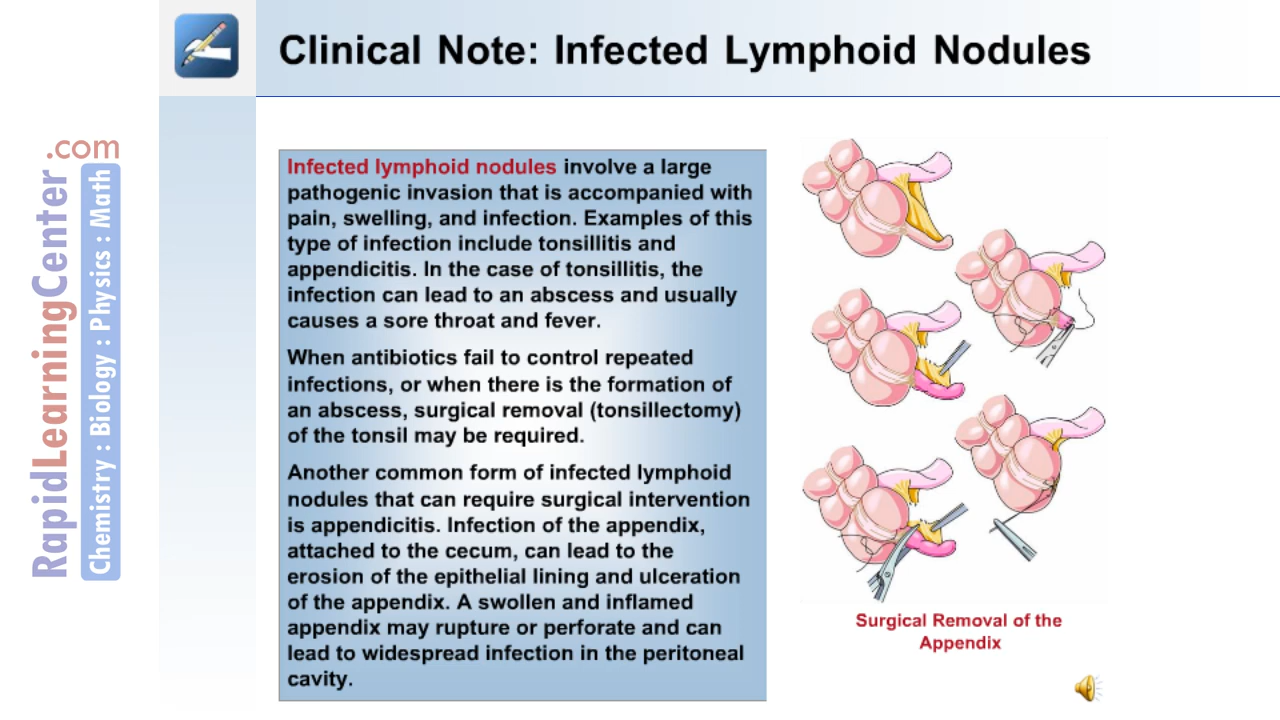 Clinical Note: Infected Lymphoid Nodules
RapidLearningCenter.com
Chemistry : Biology : Physics : Math
Infected lymphoid nodules involve a large
pathogenic invasion that is accompanied with
pain, swelling, and infection. Examples of this
type of infection include tonsillitis and
appendicitis. In the case of tonsillitis, the
infection can lead to an abscess and usually
causes a sore throat and fever.
When antibiotics fail to control repeated
infections, or when there is the formation of
an abscess, surgical removal (tonsillectomy)
of the tonsil may be required.
Another common form of infected lymphoid
nodules that can require surgical intervention
is appendicitis. Infection of the appendix,
attached to the cecum, can lead to the
erosion of the epithelial lining and ulceration
of the appendix. A swollen and inflamed
appendix may rupture or perforate and can
lead to widespread infection in the peritoneal
cavity.
Surgical Removal of the
Appendix